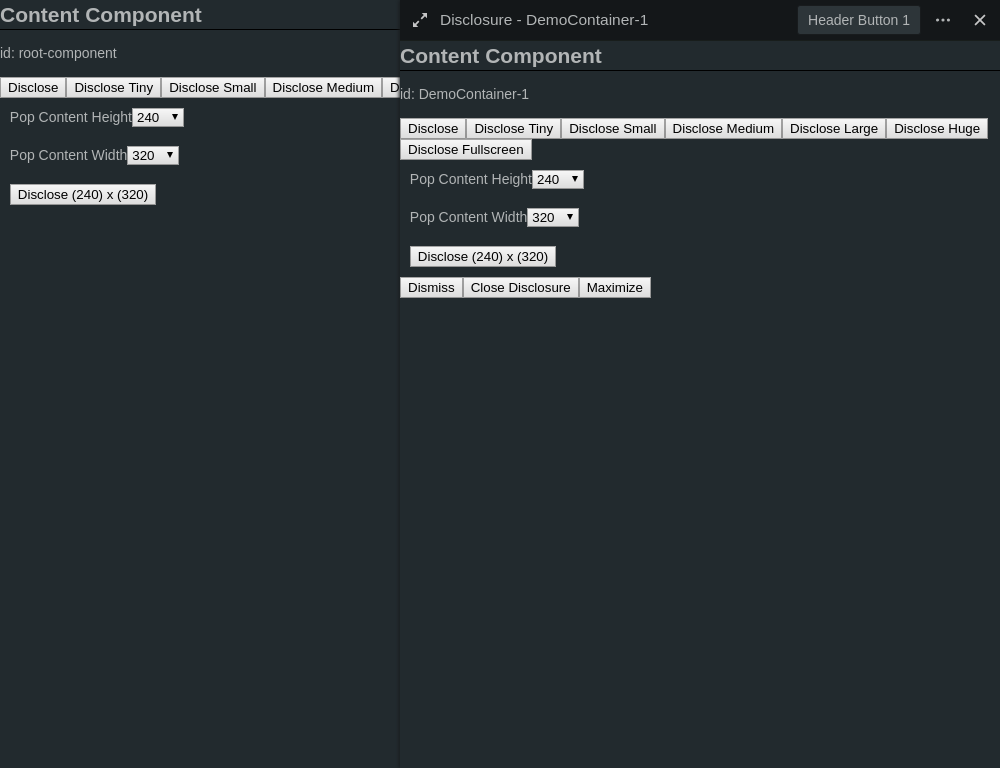 Content Component
id: root-component
Disclose Disclose Tiny Disclose Small Disclose Medium D
Pop Content Height 240
Pop Content Width 320
Disclose (240) x (320)
Disclosure - DemoContainer-1 Header Button 1
Content Component
id: DemoContainer-1
Disclose Disclose Tiny Disclose Small Disclose Medium Disclose Large Disclose Huge
Disclose Fullscreen
Pop Content Height 240
Pop Content Width 320
Disclose (240) x (320)
Dismiss Close Disclosure Maximize